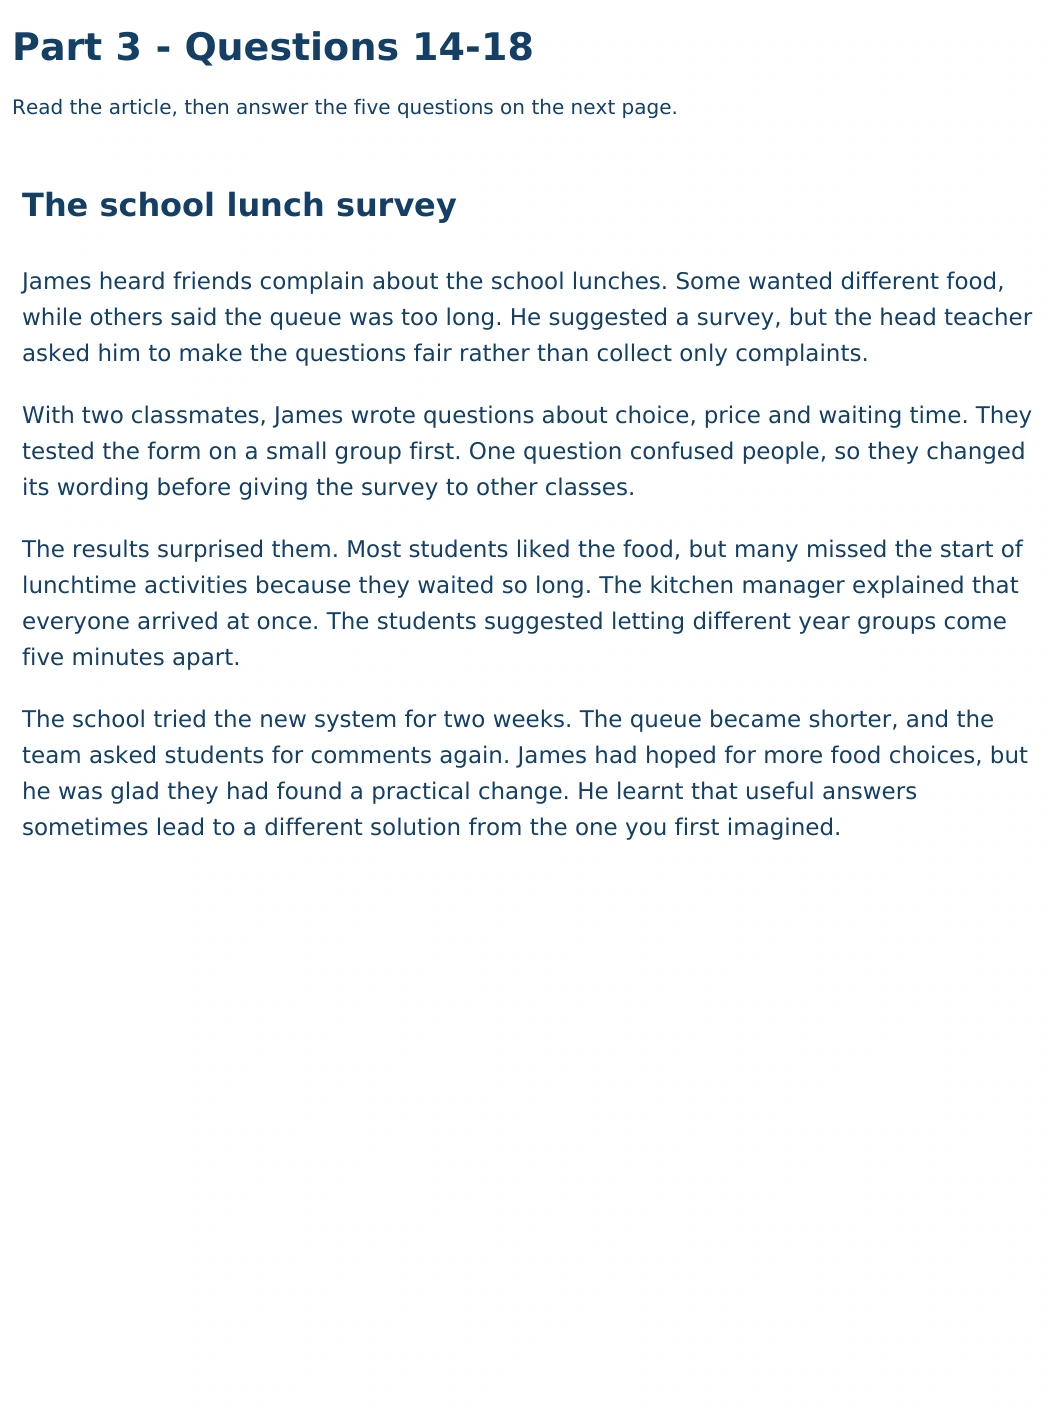 Part 3 - Questions 14-18
Read the article, then answer the five questions on the next page.
The school lunch survey
James heard friends complain about the school lunches. Some wanted different food,
while others said the queue was too long. He suggested a survey, but the head teacher
asked him to make the questions fair rather than collect only complaints.
With two classmates, James wrote questions about choice, price and waiting time. They
tested the form on a small group first. One question confused people, so they changed
its wording before giving the survey to other classes.
The results surprised them. Most students liked the food, but many missed the start of
lunchtime activities because they waited so long. The kitchen manager explained that
everyone arrived at once. The students suggested letting different year groups come
five minutes apart.
The school tried the new system for two weeks. The queue became shorter, and the
team asked students for comments again. James had hoped for more food choices, but
he was glad they had found a practical change. He learnt that useful answers
sometimes lead to a different solution from the one you first imagined.